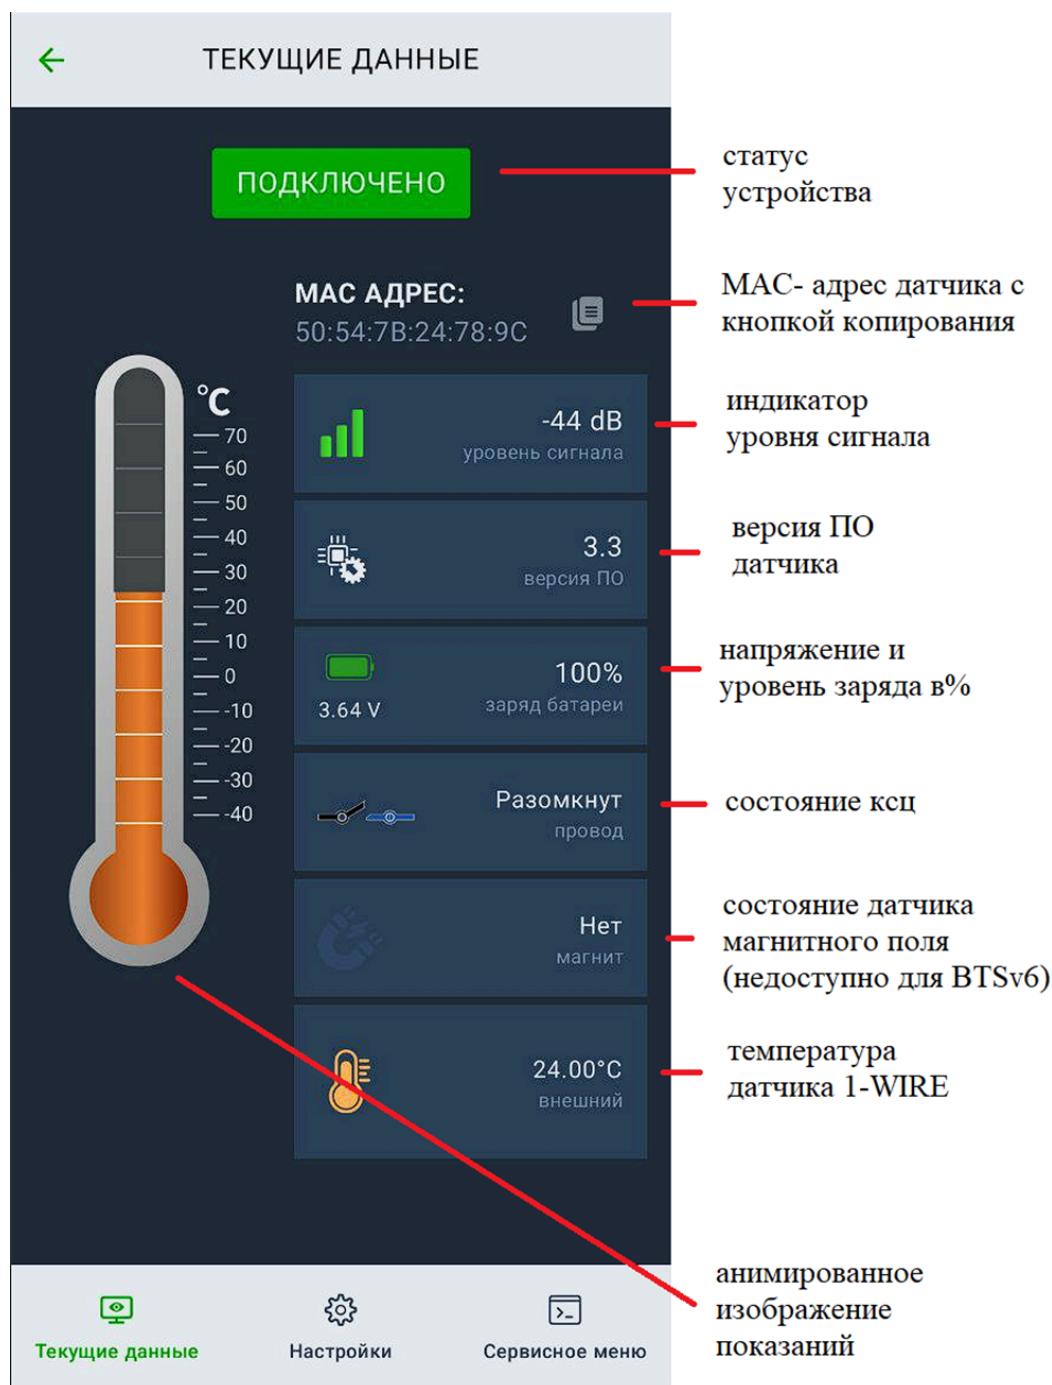 ТЕКУЩИЕ ДАННЫЕ
ПОДКЛЮЧЕНО
статус
устройства
МАС АДРЕС:
50:54:7B:24:78:9C
МАС- адрес датчика с
кнопкой копирования
°C
70
60
50
40
30
20
10
0
-10
-20
-30
-40
-44 dB
уровень сигнала
индикатор
уровня сигнала
3.3
версия ПО
версия ПО
датчика
3.64 V
100%
заряд батареи
напряжение и
уровень заряда в%
Разомкнут
провод
состояние ксц
Нет
магнит
состояние датчика
магнитного поля
(недоступно для BTSv6)
24.00°C
внешний
температура
датчика 1-WIRE
анимированное
изображение
показаний
Текущие данные
Настройки
Сервисное меню